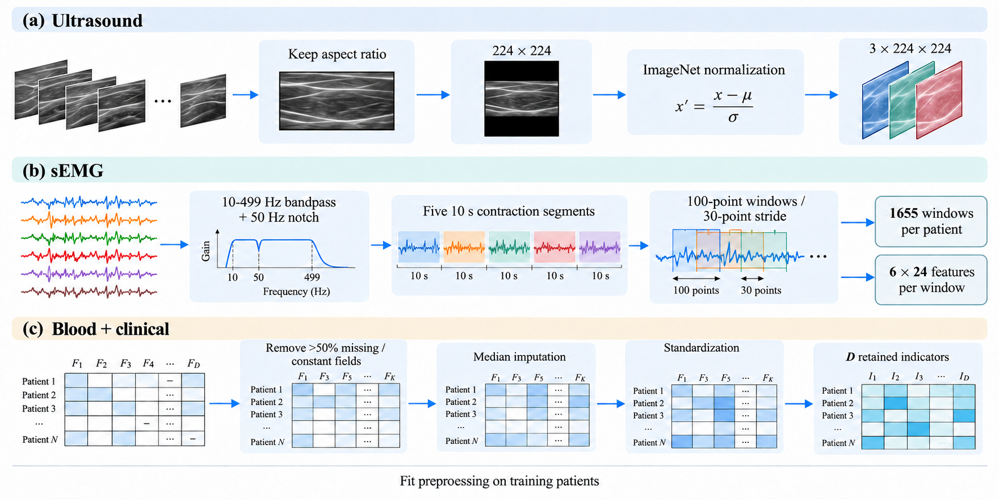 (a) Ultrasound
Keep aspect ratio
224 × 224
ImageNet normalization
x′ = (x − μ) / σ
3 × 224 × 224
...
(b) sEMG
10-499 Hz bandpass
+ 50 Hz notch
Gain
10 50 499
Frequency (Hz)
Five 10 s contraction segments
10 s 10 s 10 s 10 s 10 s
100-point windows /
30-point stride
...
100 points 30 points
1655 windows
per patient
6 × 24 features
per window
(c) Blood + clinical
F1 F2 F3 F4 ... FD
Patient 1 –
Patient 2 ...
Patient 3 ...
... – ...
Patient N ... –
Remove >50% missing /
constant fields
F1 F3 F5 ... FK
Patient 1 ...
Patient 2 ...
Patient 3 ...
...
Patient N ...
Median imputation
F1 F3 F5 ... FK
Patient 1 ...
Patient 2 ...
Patient 3 ...
... ...
Patient N ...
Standardization
F1 F3 F5 ... FK
Patient 1 ...
Patient 2 ...
Patient 3 ...
... ...
Patient N ...
D retained indicators
I1 I2 I3 ... ID
Patient 1
Patient 2
Patient 3
...
Patient N ...
Fit preproessing on training patients